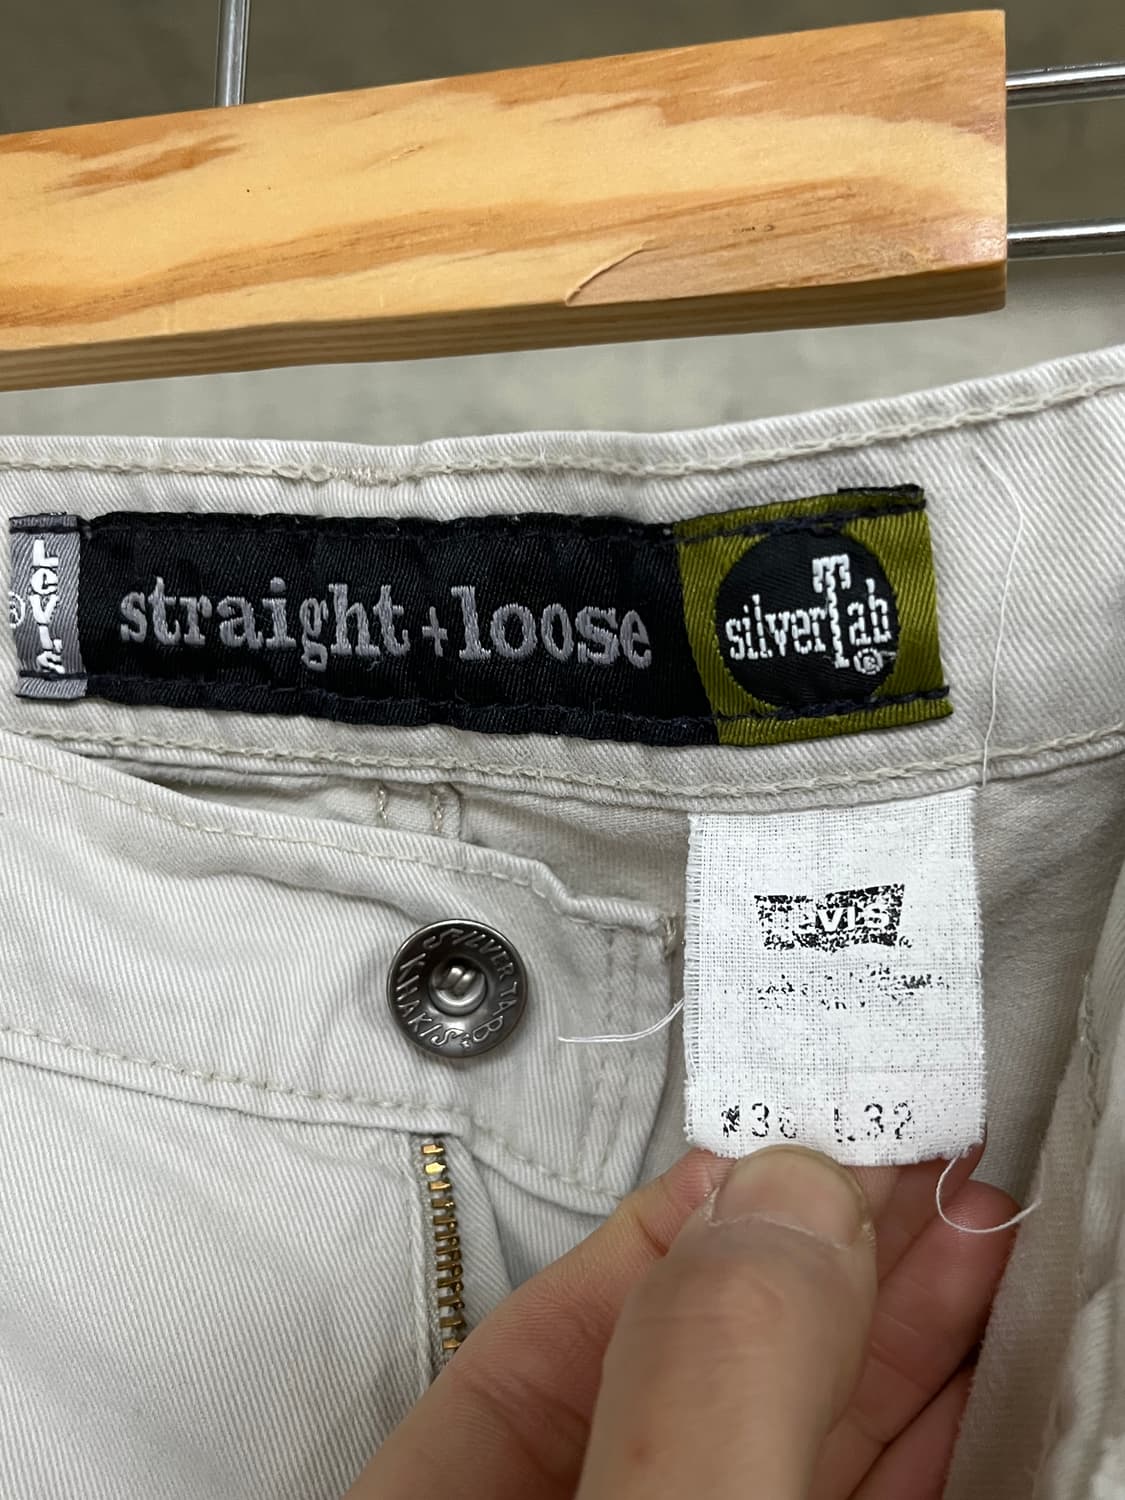 LEVI'S
®
straight + loose
silverTab®
SILVER TAB
KHAKIS
LEVI'S
W36 L32